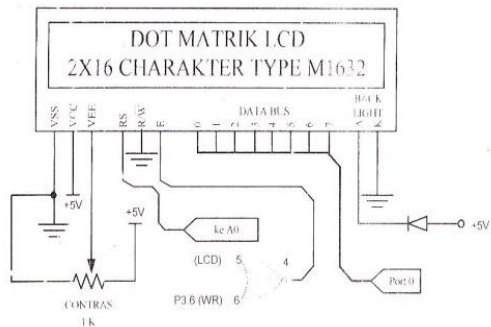 DOT MATRIK LCD
2X16 CHARAKTER TYPE M1632
VSS
VCC
VEE
RS
R/W
E
DATA BUS
0
1
2
3
4
5
6
7
BACK
LIGHT
A
K
+5V
+5V
ke A0
+5V
(LCD) 5
4
Port 0
P3.6 (WR) 6
CONTRAS
1K